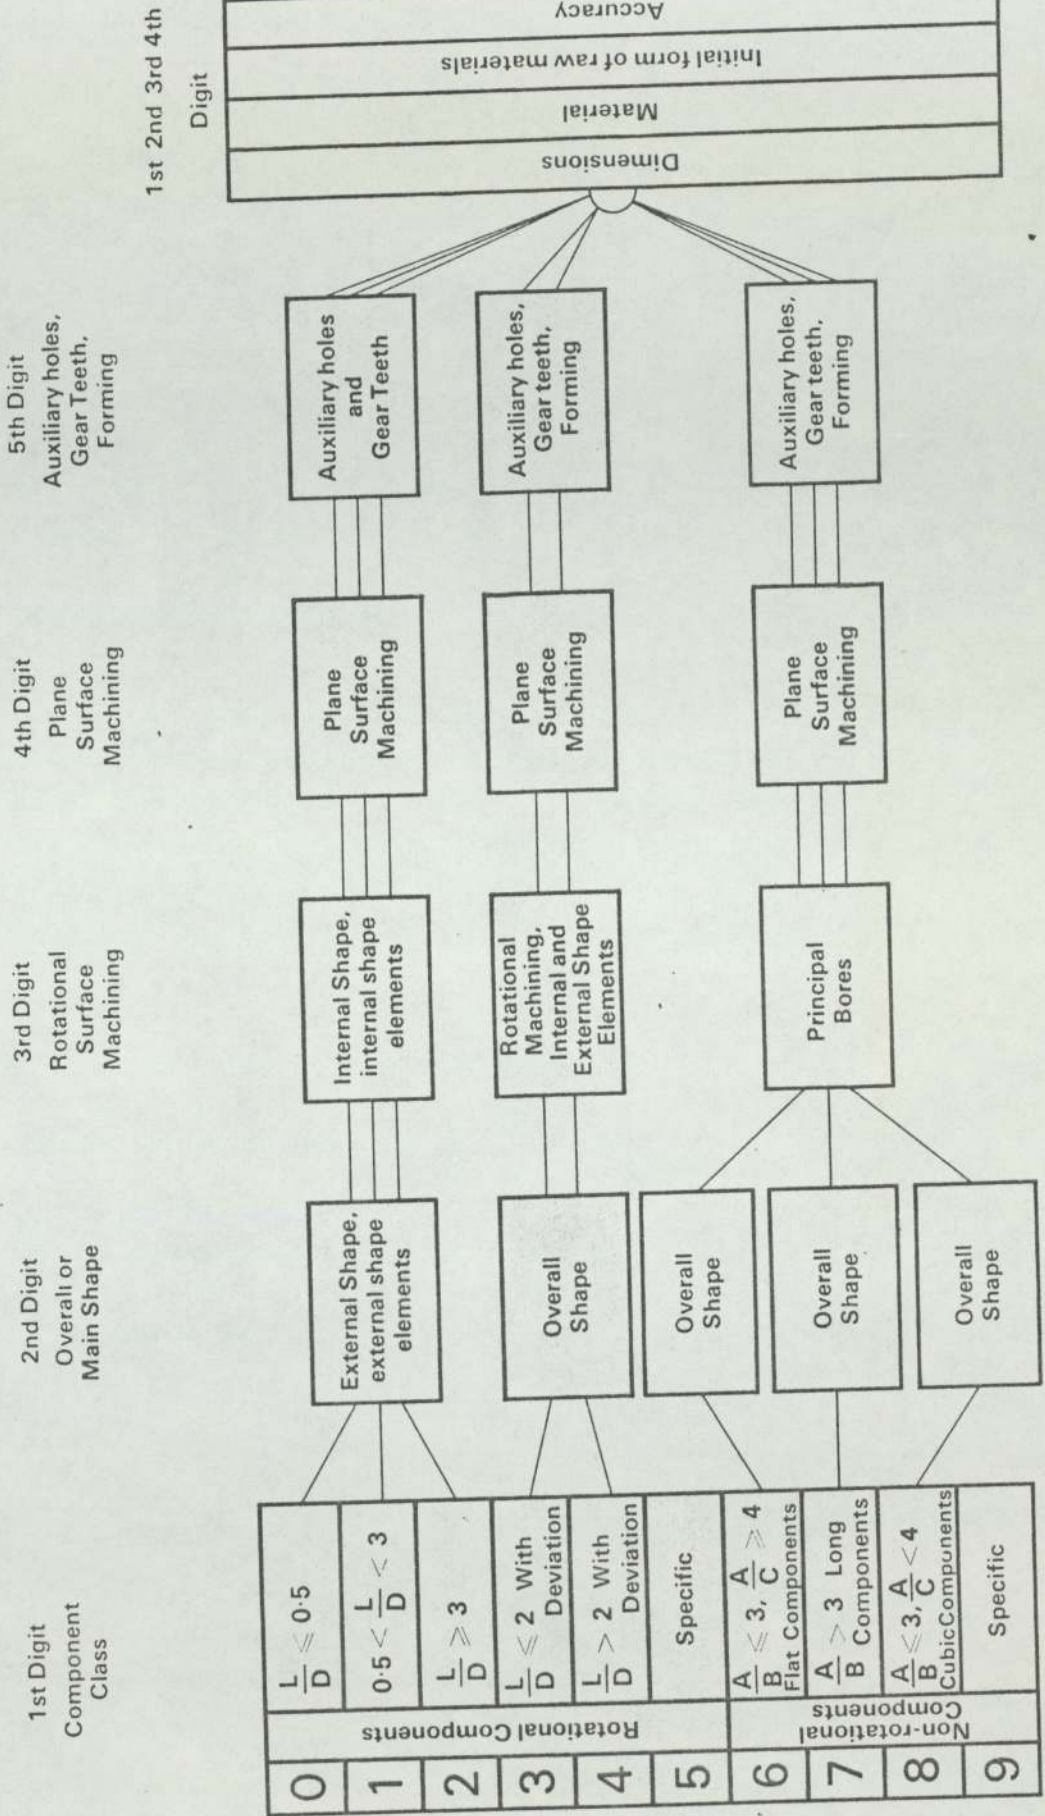 1st Digit
Component
Class
2nd Digit
Overall or
Main Shape
3rd Digit
Rotational
Surface
Machining
4th Digit
Plane
Surface
Machining
5th Digit
Auxiliary holes,
Gear Teeth,
Forming
1st 2nd 3rd 4th
Digit
0
1
2
3
4
5
6
7
8
9
Rotational Components
Non-rotational
Components
L/D ⩽ 0·5
0·5 < L/D < 3
L/D ⩾ 3
L/D ⩽ 2 With
Deviation
L/D > 2 With
Deviation
Specific
A/B ⩽ 3, A/C ⩾ 4
Flat Components
A/B > 3 Long
Components
A/B ⩽ 3, A/C < 4
Cubic Components
Specific
External Shape,
external shape
elements
Internal Shape,
internal shape
elements
Plane
Surface
Machining
Auxiliary holes
and
Gear Teeth
Overall
Shape
Rotational
Machining,
Internal and
External Shape
Elements
Plane
Surface
Machining
Auxiliary holes,
Gear teeth,
Forming
Overall
Shape
Overall
Shape
Overall
Shape
Principal
Bores
Plane
Surface
Machining
Auxiliary holes,
Gear teeth,
Forming
Dimensions
Material
Initial form of raw materials
Accuracy